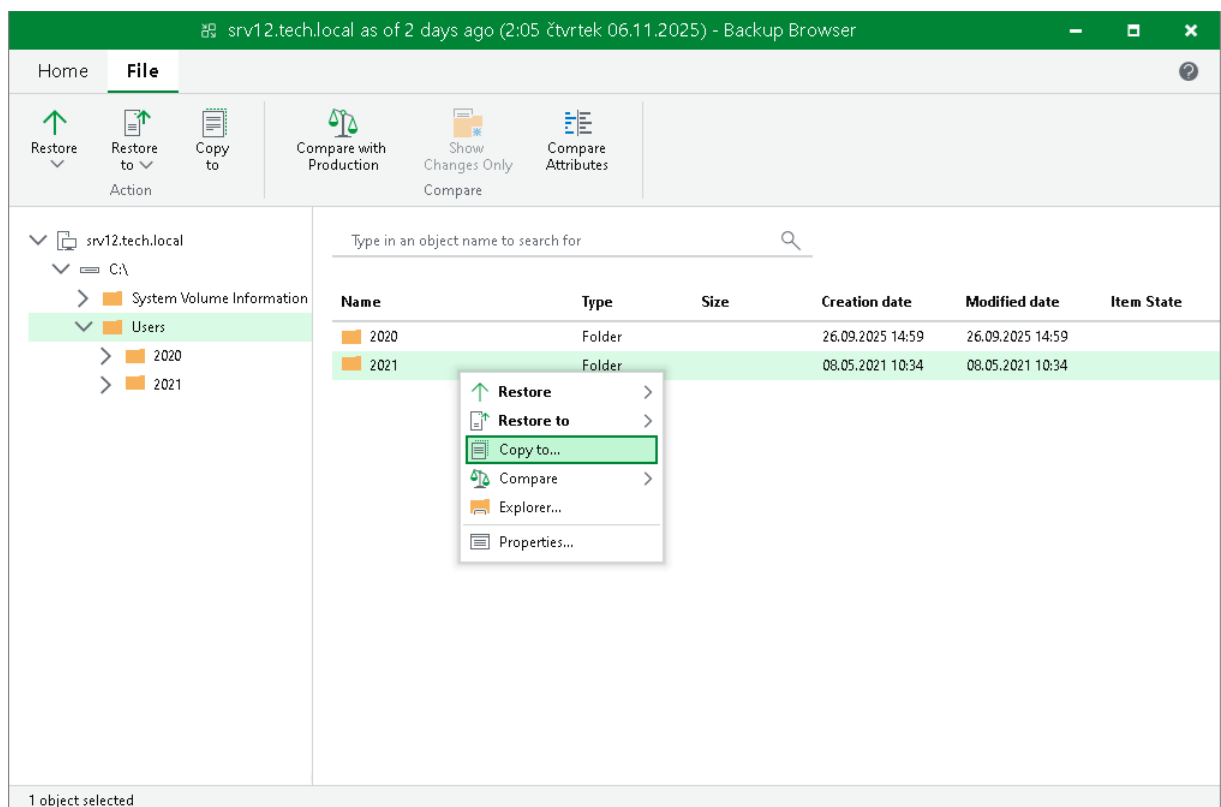 srv12.tech.local as of 2 days ago (2:05 čtvrtek 06.11.2025) - Backup Browser
Home File
Restore
Restore
to
Copy
to
Action
Compare with
Production
Show
Changes Only
Compare
Attributes
Compare
srv12.tech.local
C:\
System Volume Information
Users
2020
2021
Type in an object name to search for
Name Type Size Creation date Modified date Item State
2020 Folder 26.09.2025 14:59 26.09.2025 14:59
2021 Folder 08.05.2021 10:34 08.05.2021 10:34
Restore
Restore to
Copy to...
Compare
Explorer...
Properties...
1 object selected